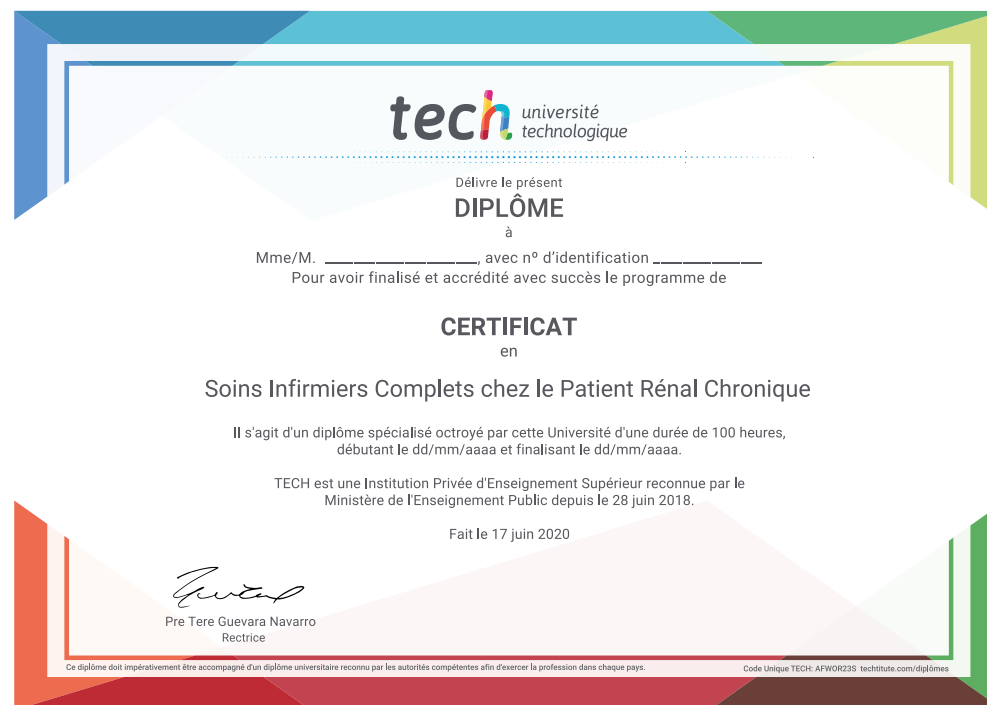 tech université
technologique
Délivre le présent
DIPLÔME
à
Mme/M. ____________________, avec nº d'identification ______________
Pour avoir finalisé et accrédité avec succès le programme de
CERTIFICAT
en
Soins Infirmiers Complets chez le Patient Rénal Chronique
Il s'agit d'un diplôme spécialisé octroyé par cette Université d'une durée de 100 heures,
débutant le dd/mm/aaaa et finalisant le dd/mm/aaaa.
TECH est une Institution Privée d'Enseignement Supérieur reconnue par le
Ministère de l'Enseignement Public depuis le 28 juin 2018.
Fait le 17 juin 2020
Pre Tere Guevara Navarro
Rectrice
Ce diplôme doit impérativement être accompagné d'un diplôme universitaire reconnu par les autorités compétentes afin d'exercer la profession dans chaque pays.
Code Unique TECH: AFWOR23S techtitute.com/diplômes